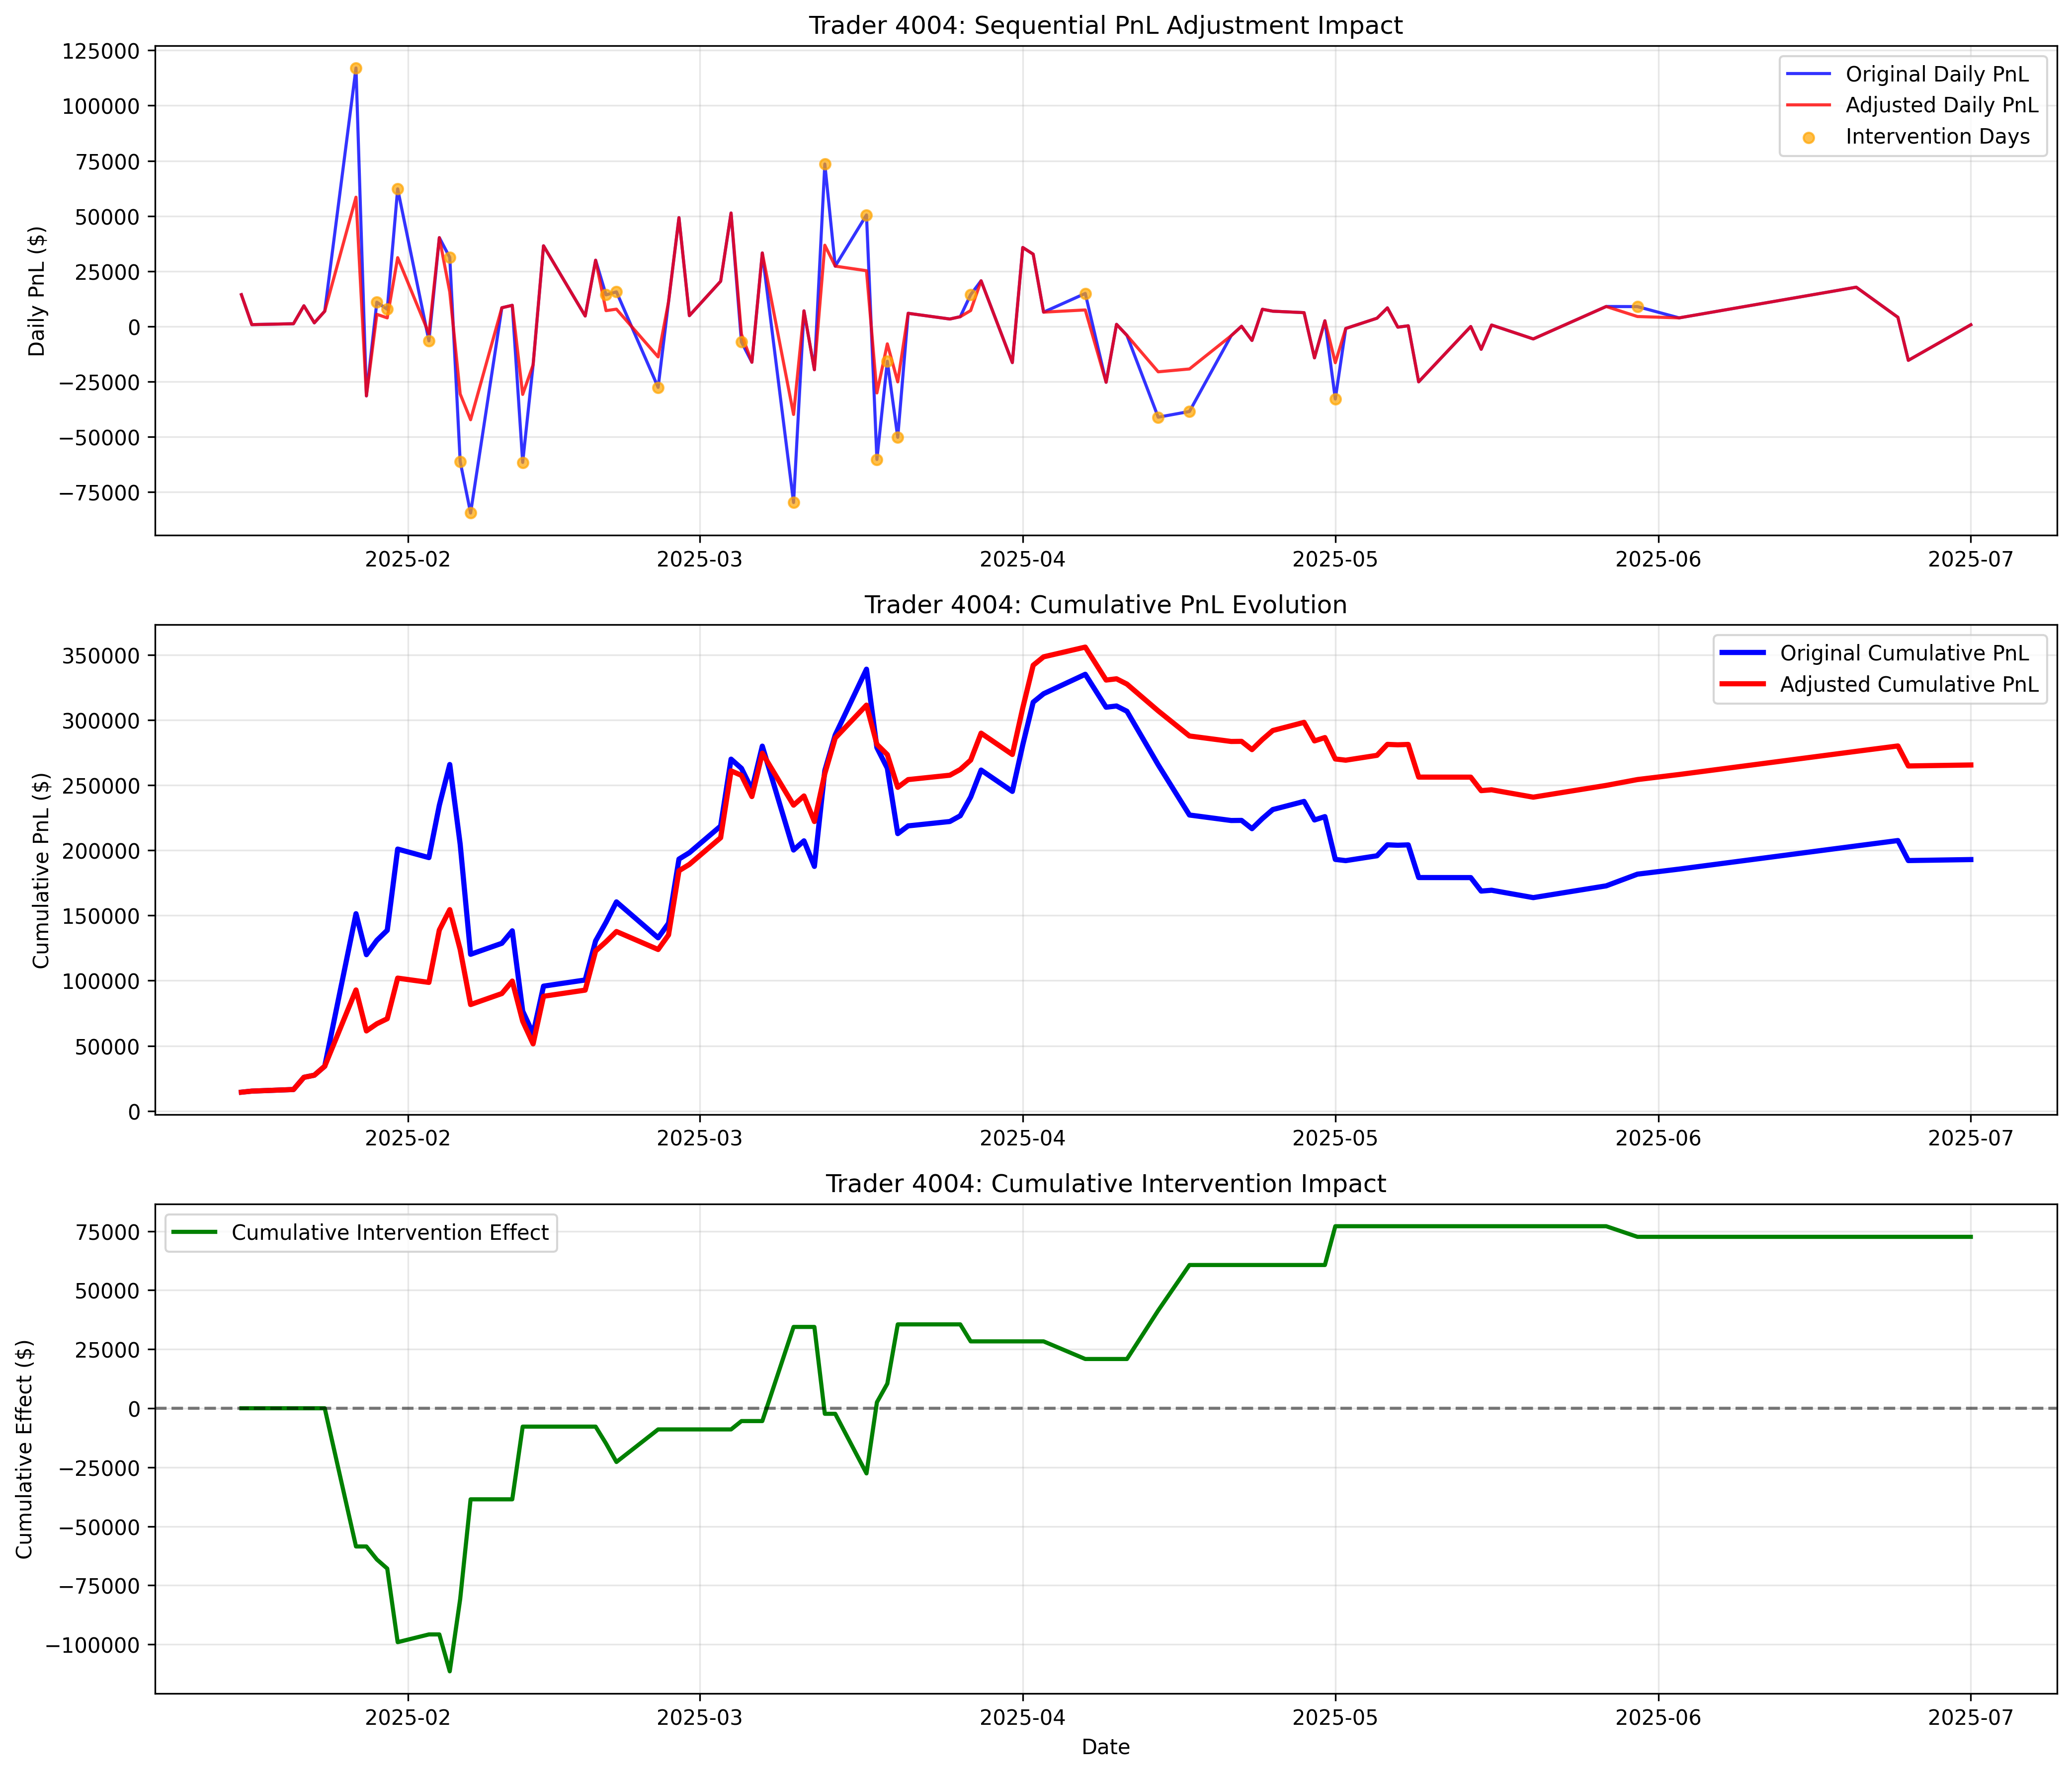 Trader 4004: Sequential PnL Adjustment Impact
Daily PnL ($)
125000
100000
75000
50000
25000
0
−25000
−50000
−75000
Original Daily PnL
Adjusted Daily PnL
Intervention Days
2025-02 2025-03 2025-04 2025-05 2025-06 2025-07
Trader 4004: Cumulative PnL Evolution
Cumulative PnL ($)
350000
300000
250000
200000
150000
100000
50000
0
Original Cumulative PnL
Adjusted Cumulative PnL
2025-02 2025-03 2025-04 2025-05 2025-06 2025-07
Trader 4004: Cumulative Intervention Impact
Cumulative Effect ($)
75000
50000
25000
0
−25000
−50000
−75000
−100000
Cumulative Intervention Effect
2025-02 2025-03 2025-04 2025-05 2025-06 2025-07
Date